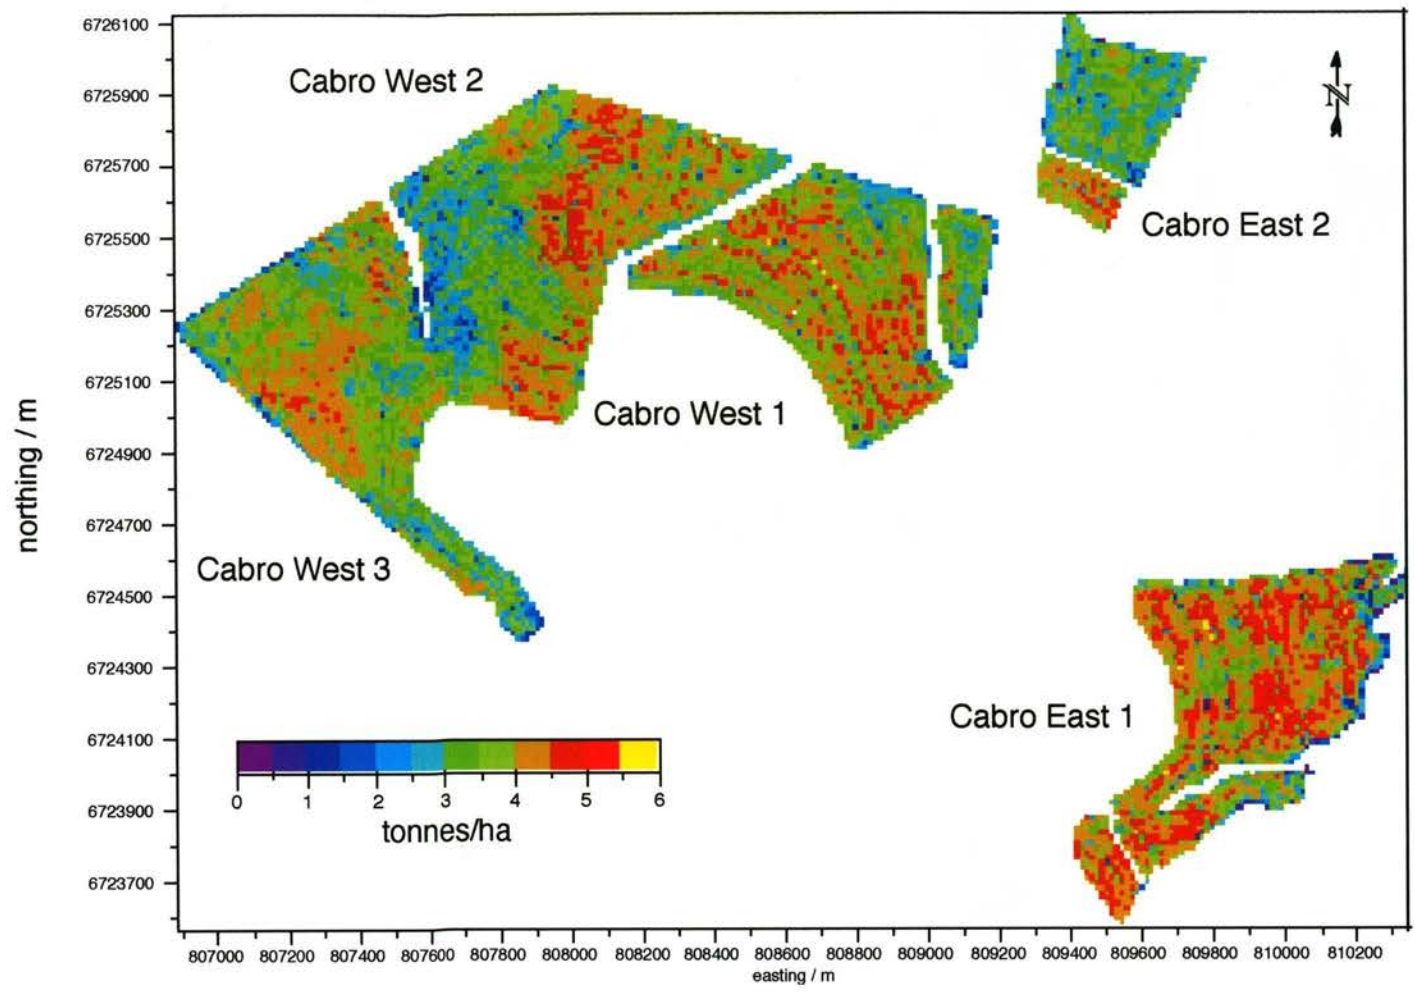 6726100
Cabro West 2
6725900
N
6725700
6725500
Cabro East 2
6725300
6725100
Cabro West 1
6724900
northing / m
6724700
Cabro West 3
6724500
6724300
Cabro East 1
6724100
0 1 2 3 4 5 6
tonnes/ha
6723900
6723700
807000 807200 807400 807600 807800 808000 808200 808400 808600 808800 809000 809200 809400 809600 809800 810000 810200
easting / m